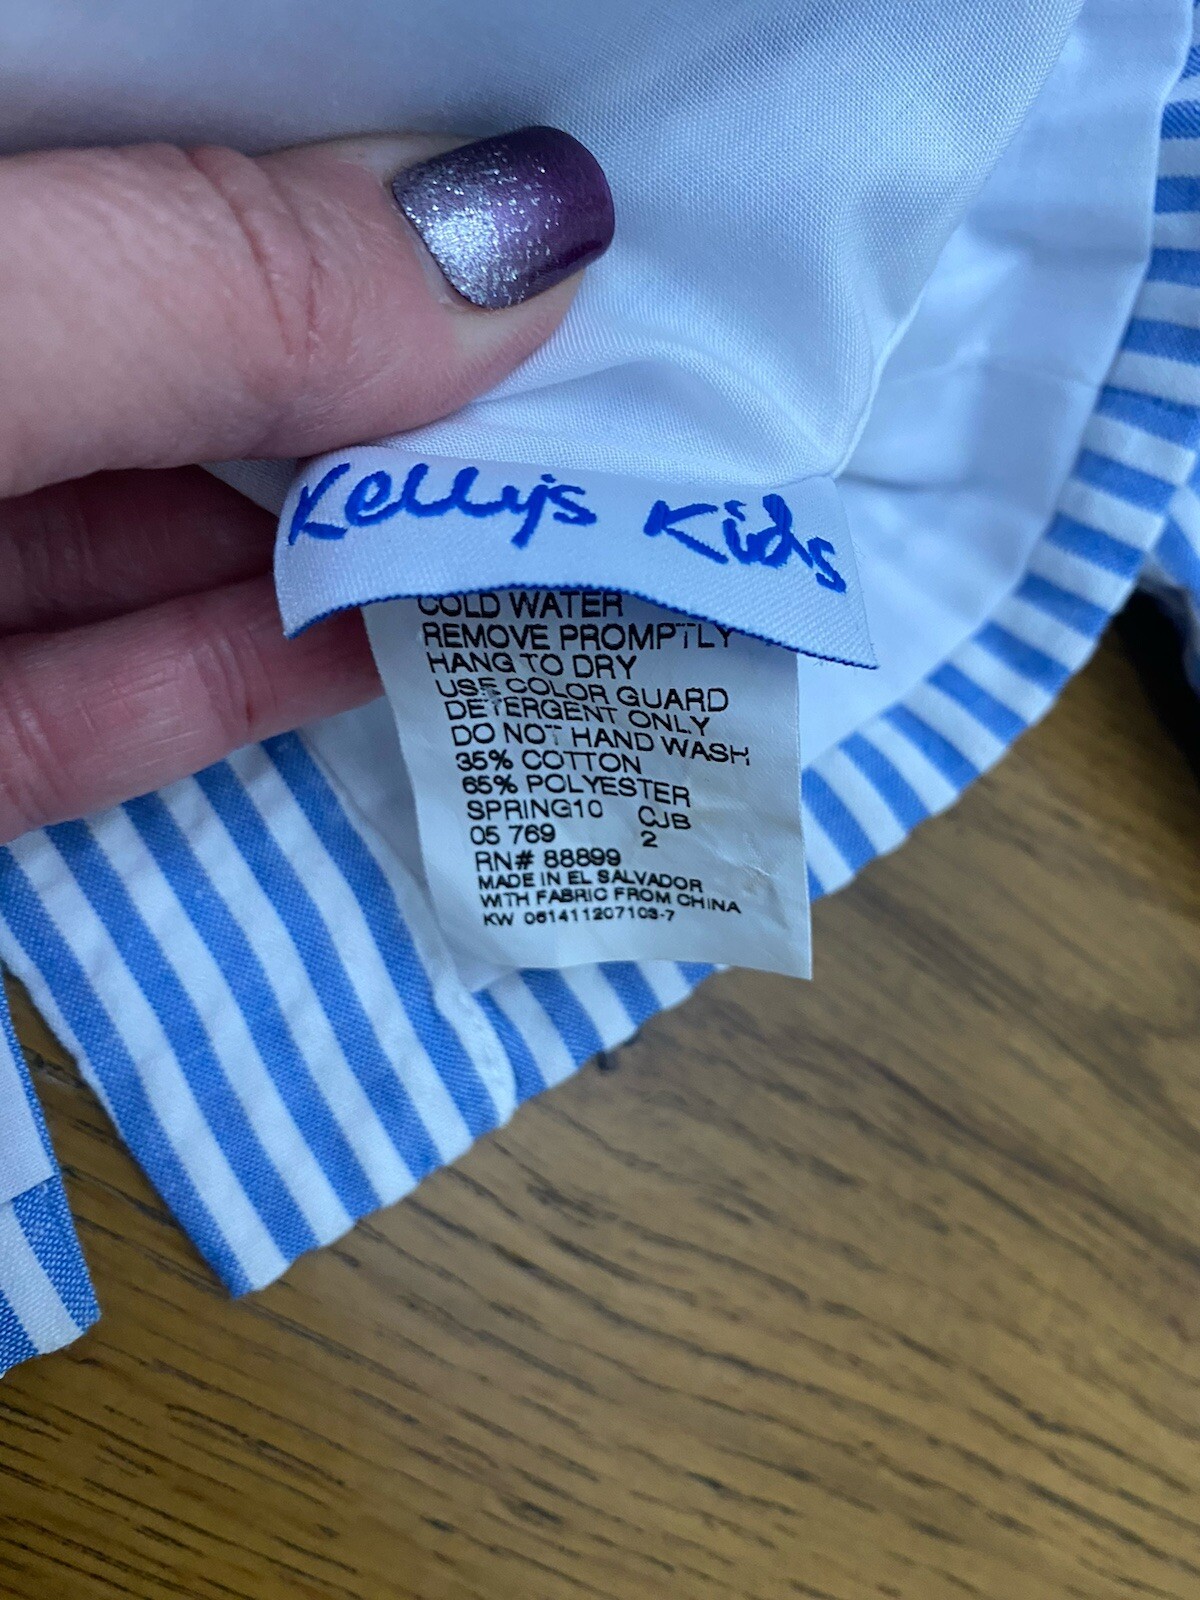 Kelly's Kids
COLD WATER
REMOVE PROMPTLY
HANG TO DRY
USE COLOR GUARD
DETERGENT ONLY
DO NOT HAND WASH
35% COTTON
65% POLYESTER
SPRING10 CJB
05 769 2
RN# 88899
MADE IN EL SALVADOR
WITH FABRIC FROM CHINA
KW 061411207103-7